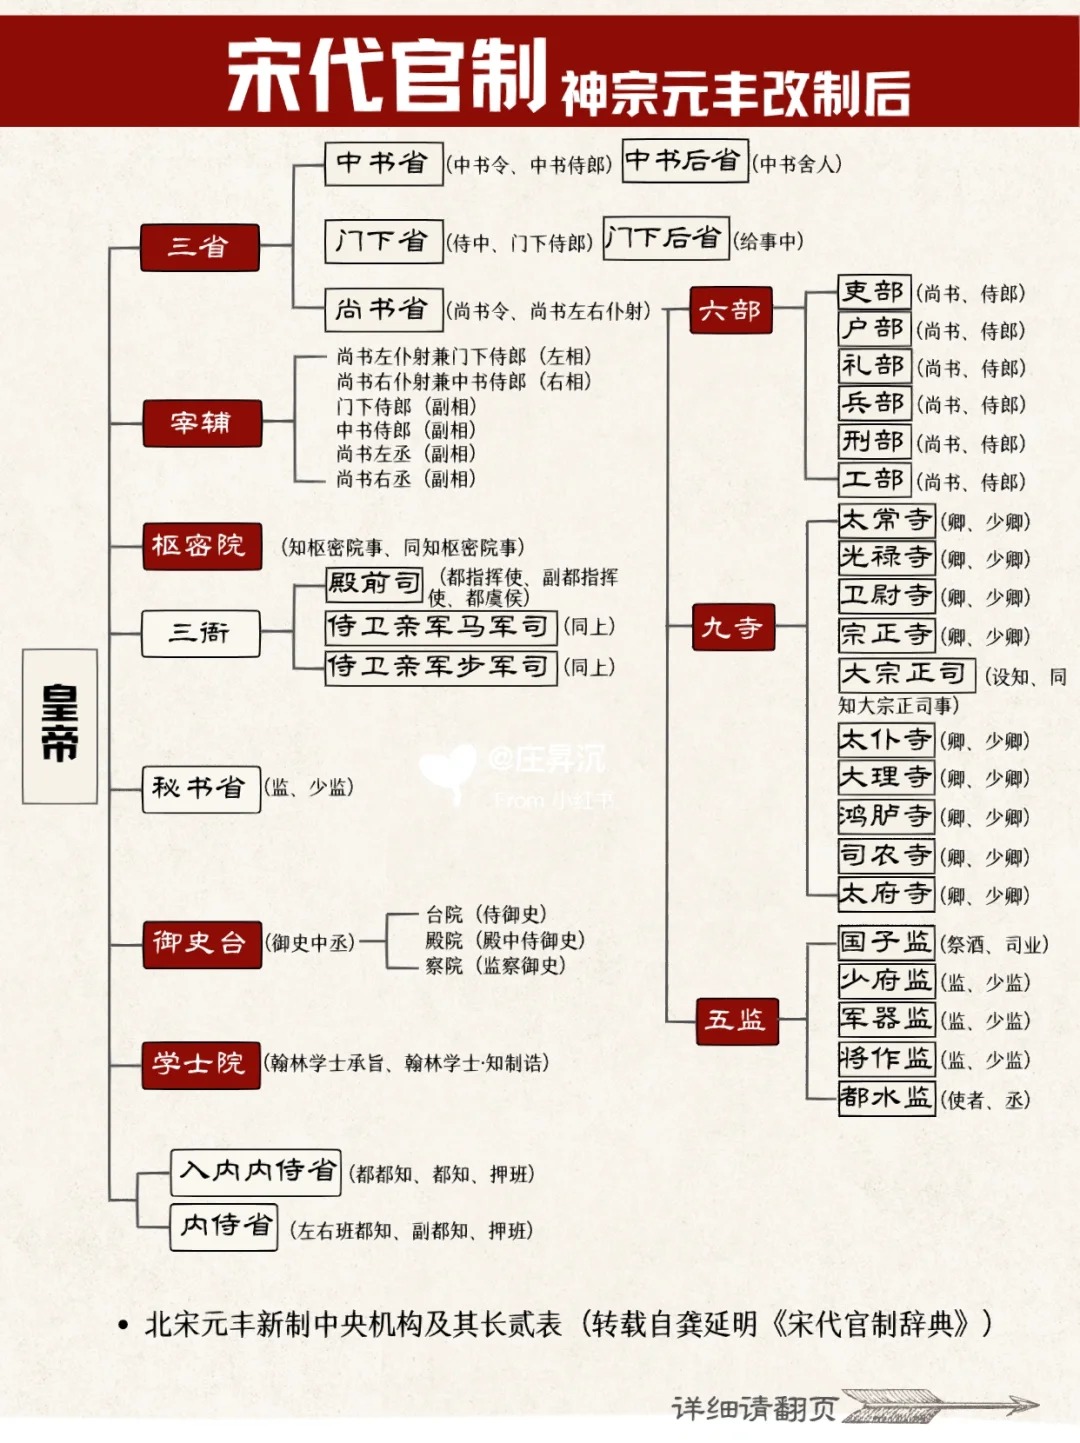 宋代官制 神宗元丰改制后
中书省 (中书令、中书侍郎) 中书后省 (中书舍人)
三省
门下省 (侍中、门下侍郎) 门下后省 (给事中)
尚书省 (尚书令、尚书左右仆射)
宰辅
尚书左仆射兼门下侍郎（左相）
尚书右仆射兼中书侍郎（右相）
门下侍郎（副相）
中书侍郎（副相）
尚书左丞（副相）
尚书右丞（副相）
枢密院 (知枢密院事、同知枢密院事)
三衙
殿前司 (都指挥使、副都指挥
使、都虞侯)
侍卫亲军马军司 (同上)
侍卫亲军步军司 (同上)
皇帝
秘书省 (监、少监)
御史台 (御史中丞)
台院（侍御史）
殿院（殿中侍御史）
察院（监察御史）
学士院 (翰林学士承旨、翰林学士·知制诰)
入内内侍省 (都都知、都知、押班)
内侍省 (左右班都知、副都知、押班)
六部
吏部 (尚书、侍郎)
户部 (尚书、侍郎)
礼部 (尚书、侍郎)
兵部 (尚书、侍郎)
刑部 (尚书、侍郎)
工部 (尚书、侍郎)
九寺
太常寺 (卿、少卿)
光禄寺 (卿、少卿)
卫尉寺 (卿、少卿)
宗正寺 (卿、少卿)
大宗正司 (设知、同
知大宗正司事)
太仆寺 (卿、少卿)
大理寺 (卿、少卿)
鸿胪寺 (卿、少卿)
司农寺 (卿、少卿)
太府寺 (卿、少卿)
五监
国子监 (祭酒、司业)
少府监 (监、少监)
军器监 (监、少监)
将作监 (监、少监)
都水监 (使者、丞)
@庄昇沉
From 小红书
• 北宋元丰新制中央机构及其长贰表（转载自龚延明《宋代官制辞典》）
详细请翻页